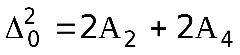 Δ₀² = 2A₂ + 2A₄